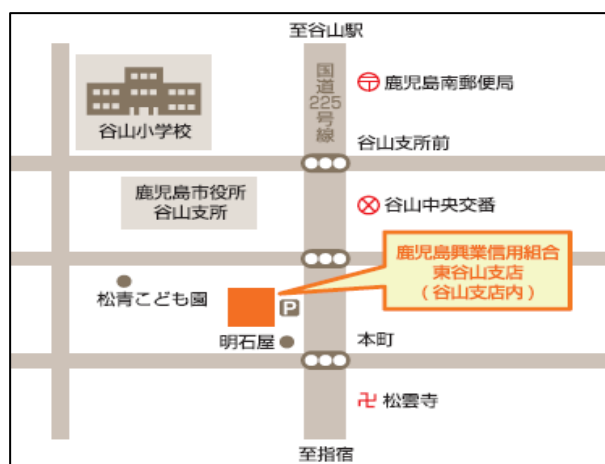 至谷山駅
国道225号線
鹿児島南郵便局
谷山小学校
谷山支所前
鹿児島市役所
谷山支所
谷山中央交番
鹿児島興業信用組合
東谷山支店
(谷山支店内)
松青こども園
P
明石屋
本町
卍 松雲寺
至指宿